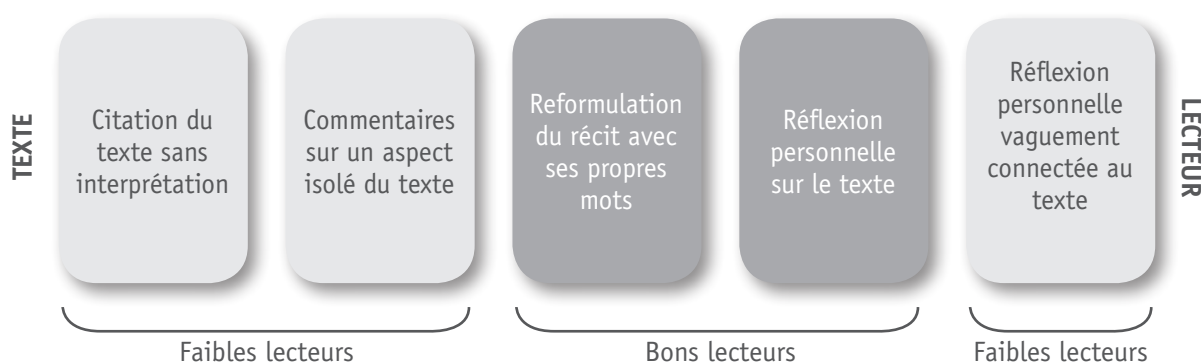 TEXTE
Citation du
texte sans
interprétation
Commentaires
sur un aspect
isolé du texte
Reformulation
du récit avec
ses propres
mots
Réflexion
personnelle
sur le texte
Réflexion
personnelle
vaguement
connectée au
texte
LECTEUR
Faibles lecteurs
Bons lecteurs
Faibles lecteurs